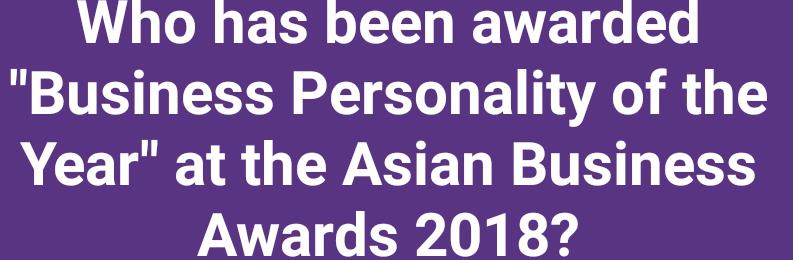 Who has been awarded
"Business Personality of the
Year" at the Asian Business
Awards 2018?